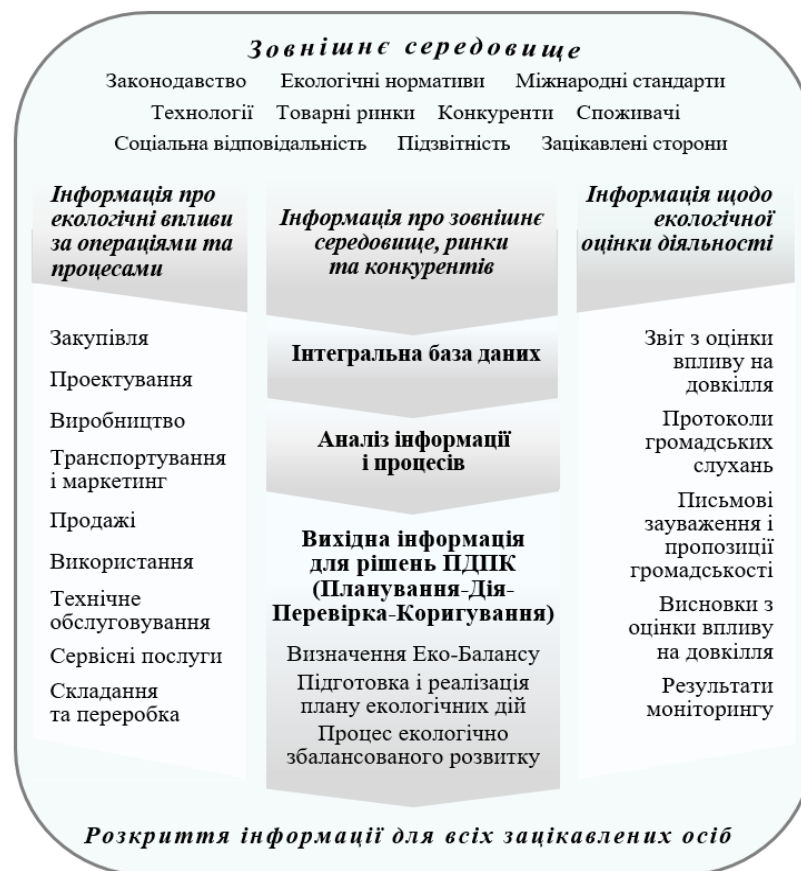 Зовнішнє середовище
Законодавство Екологічні нормативи Міжнародні стандарти
Технології Товарні ринки Конкуренти Споживачі
Соціальна відповідальність Підзвітність Зацікавлені сторони
Інформація про
екологічні впливи
за операціями та
процесами
Закупівля
Проектування
Виробництво
Транспортування
і маркетинг
Продажі
Використання
Технічне
обслуговування
Сервісні послуги
Складання
та переробка
Інформація про зовнішнє
середовище, ринки
та конкурентів
Інтегральна база даних
Аналіз інформації
і процесів
Вихідна інформація
для рішень ПДПК
(Планування-Дія-
Перевірка-Коригування)
Визначення Еко-Балансу
Підготовка і реалізація
плану екологічних дій
Процес екологічно
збалансованого розвитку
Інформація щодо
екологічної
оцінки діяльності
Звіт з оцінки
впливу на
довкілля
Протоколи
громадських
слухань
Письмові
зауваження і
пропозиції
громадськості
Висновки з
оцінки впливу
на довкілля
Результати
моніторингу
Розкриття інформації для всіх зацікавлених осіб